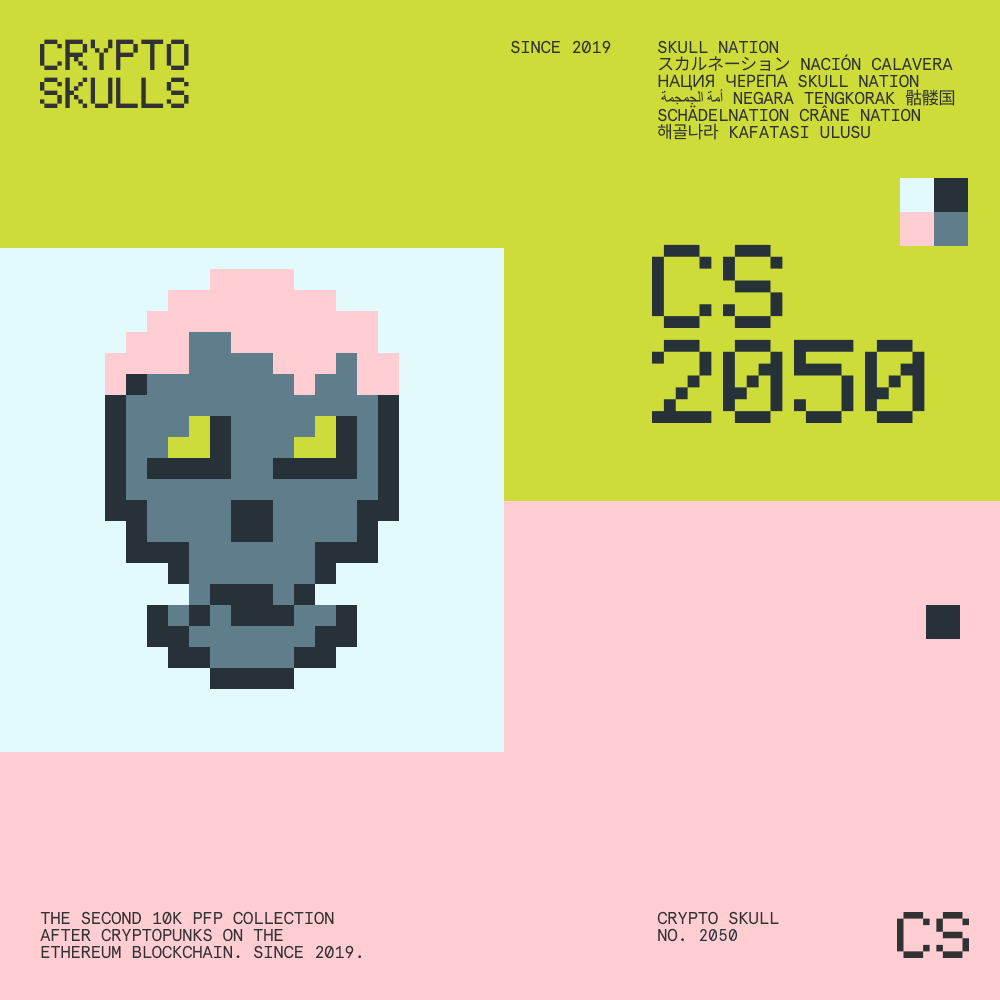 CRYPTO
SKULLS
SINCE 2019
SKULL NATION
スカルネーション NACIÓN CALAVERA
НАЦИЯ ЧЕРЕПА SKULL NATION
أمة الجمجمة NEGARA TENGKORAK 骷髅国
SCHÄDELNATION CRÂNE NATION
해골나라 KAFATASI ULUSU
CS
2050
THE SECOND 10K PFP COLLECTION
AFTER CRYPTOPUNKS ON THE
ETHEREUM BLOCKCHAIN. SINCE 2019.
CRYPTO SKULL
NO. 2050
CS